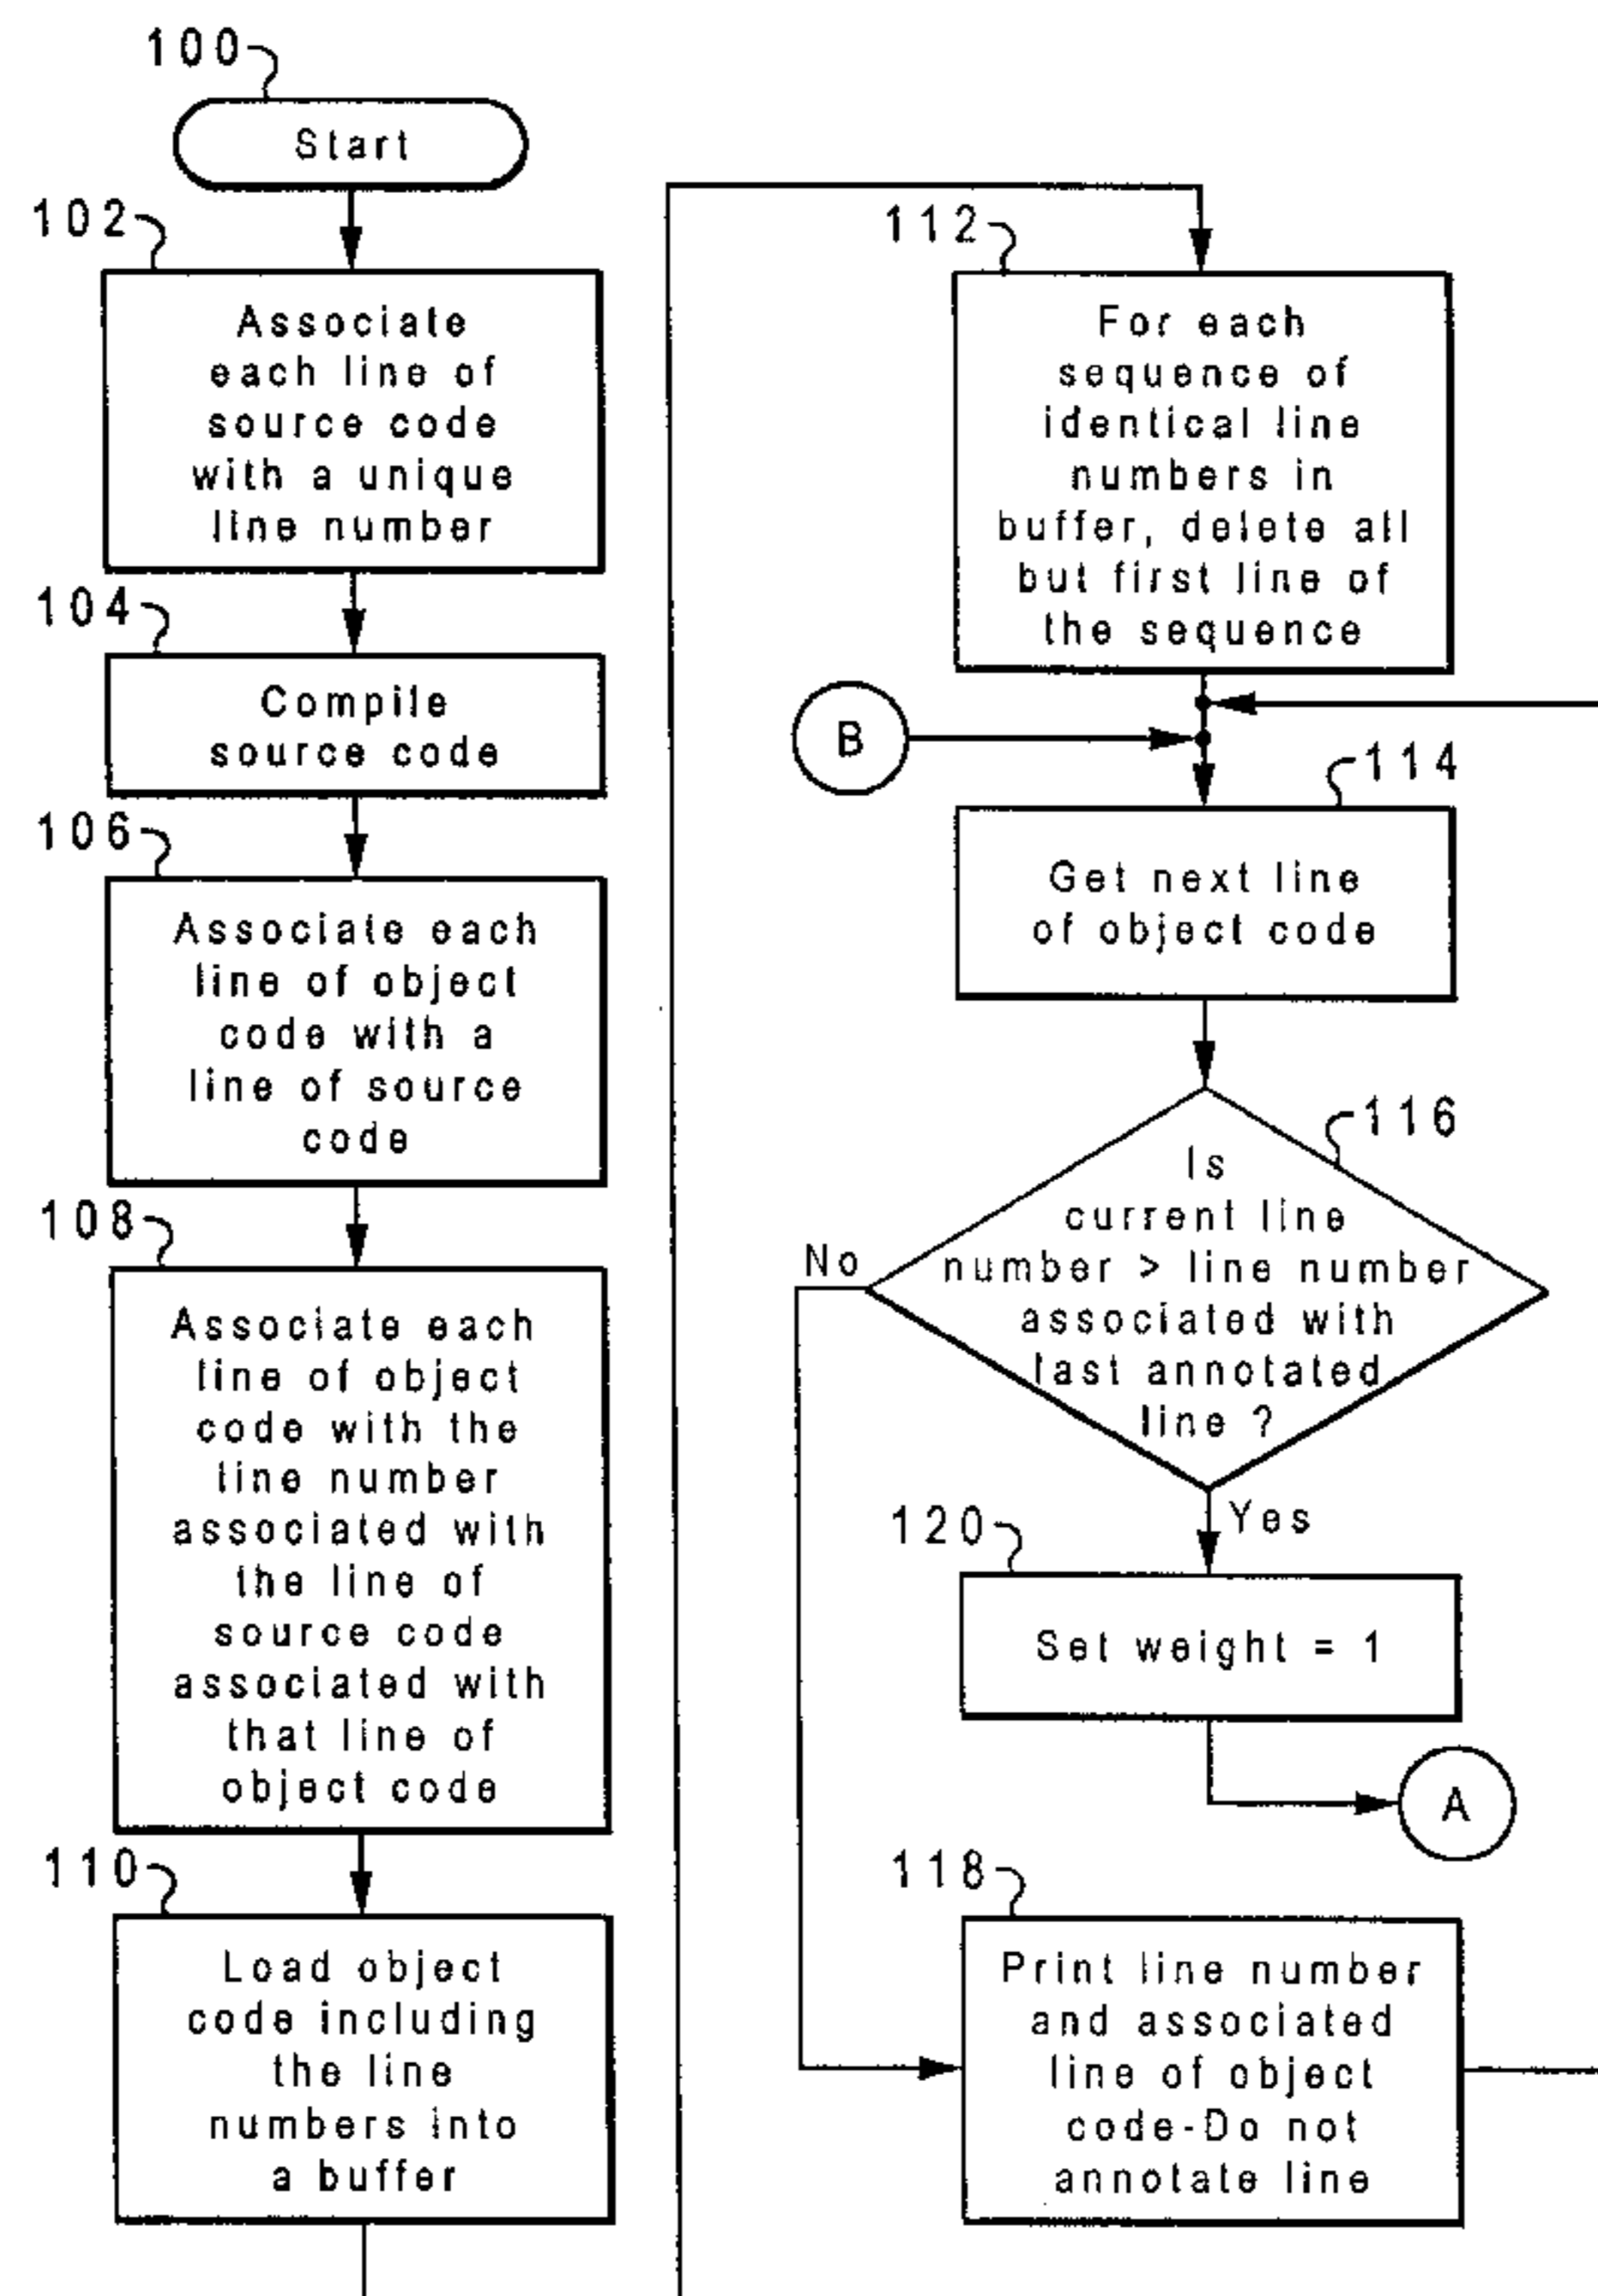 100
Start
102
Associate
each line of
source code
with a unique
line number
104
Compile
source code
106
Associate each
line of object
code with a
line of source
code
108
Associate each
line of object
code with the
line number
associated with
the line of
source code
associated with
that line of
object code
110
Load object
code including
the line
numbers into
a buffer
112
For each
sequence of
identical line
numbers in
buffer, delete all
but first line of
the sequence
B
114
Get next line
of object code
116
Is
current line
number > line number
associated with
last annotated
line ?
No
Yes
120
Set weight = 1
A
118
Print line number
and associated
line of object
code-Do not
annotate line